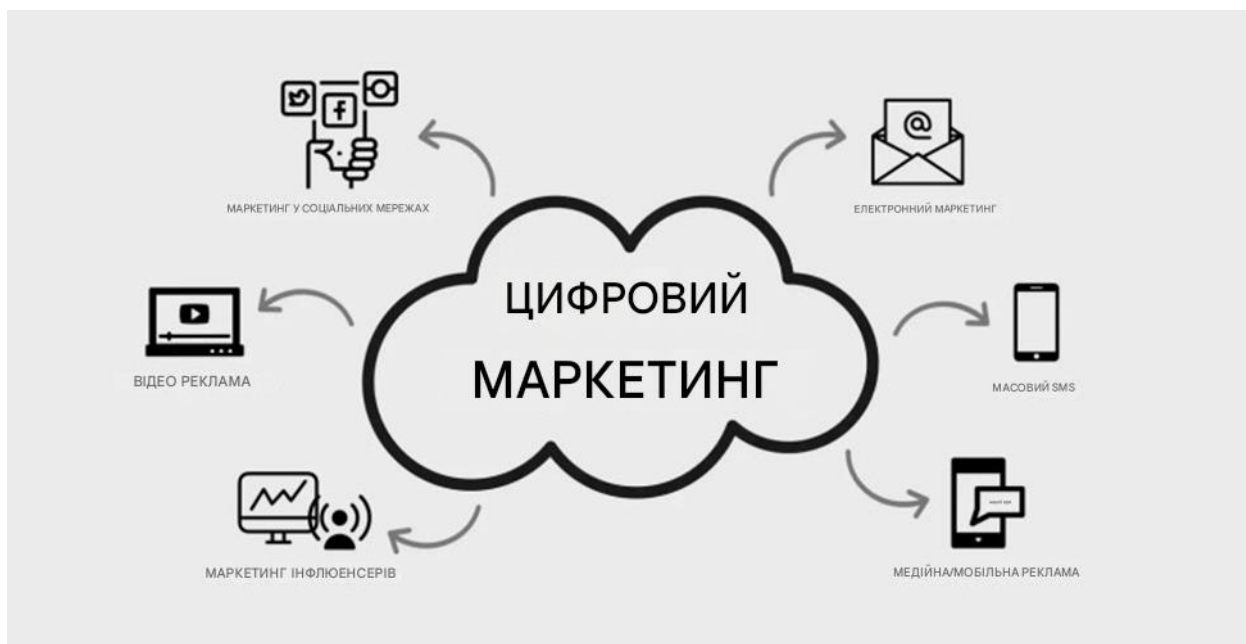 МАРКЕТИНГ У СОЦІАЛЬНИХ МЕРЕЖАХ
ЕЛЕКТРОННИЙ МАРКЕТИНГ
ЦИФРОВИЙ
МАРКЕТИНГ
ВІДЕО РЕКЛАМА
МАСОВИЙ SMS
МАРКЕТИНГ ІНФЛЮЕНСЕРІВ
МЕДІЙНА/МОБІЛЬНА РЕКЛАМА